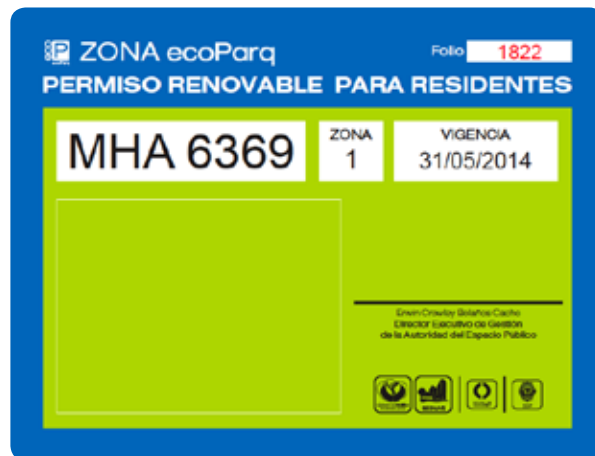 P ZONA ecoParq
Folio 1822
PERMISO RENOVABLE PARA RESIDENTES
MHA 6369
ZONA
1
VIGENCIA
31/05/2014
Erwin Crowley Bolaños Cacho
Director Ejecutivo de Gestión
de la Autoridad del Espacio Público